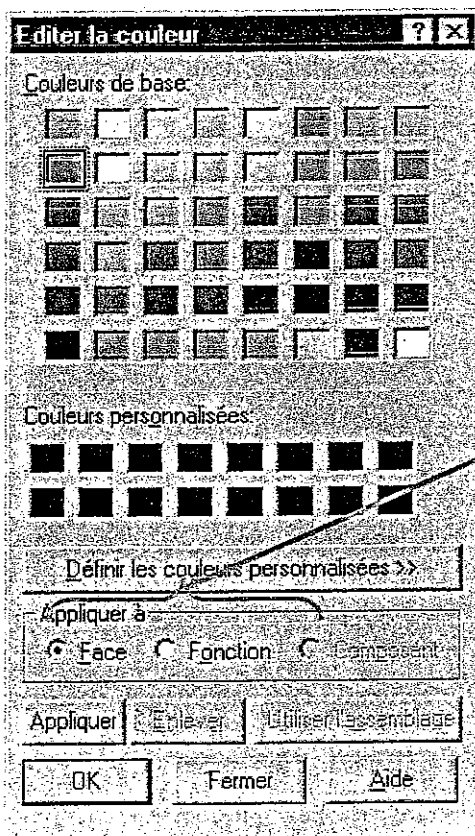 Editer la couleur
Couleurs de base:
Couleurs personnalisées:
Définir les couleurs personnalisées >>
Appliquer à
Face Fonction Composant
Appliquer Enlever Utiliser l'assemblage
OK Fermer Aide